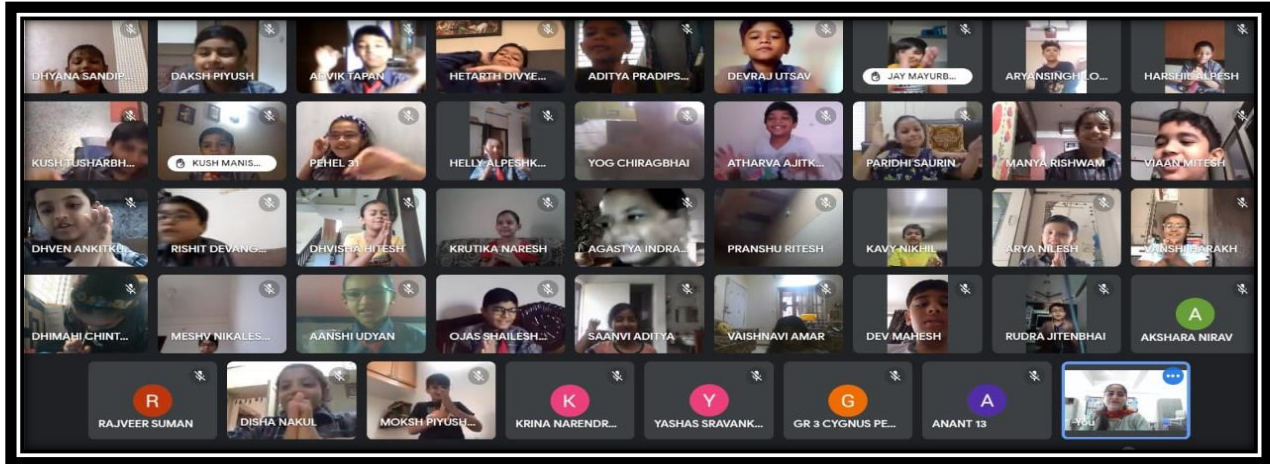 DHYANA SANDIP...
DAKSH PIYUSH
ADVIK TAPAN
HETARTH DIVYE...
ADITYA PRADIPS...
DEVRAJ UTSAV
JAY MAYURB...
ARYANSINGH LO...
HARSHIL ALPESH
KUSH TUSHARBH...
KUSH MANIS...
PEHEL 31
HELLY ALPESHK...
YOG CHIRAGBHAI
ATHARVA AJITK...
PARIDHI SAURIN
MANYA RISHWAM
VIAAN MITESH
DHVEN ANKITKU...
RISHIT DEVANG...
DHVISHA HITESH
KRUTIKA NARESH
AGASTYA INDRA...
PRANSHU RITESH
KAVY NIKHIL
ARYA NILESH
VANSHI PARAKH
DHIMAHI CHINT...
MESHV NIKALES...
AANSHI UDYAN
OJAS SHAILESH...
SAANVI ADITYA
VAISHNAVI AMAR
DEV MAHESH
RUDRA JITENBHAI
A
AKSHARA NIRAV
R
RAJVEER SUMAN
DISHA NAKUL
MOKSH PIYUSH...
K
KRINA NARENDR...
Y
YASHAS SRAVANK...
G
GR 3 CYGNUS PE...
A
ANANT 13
You